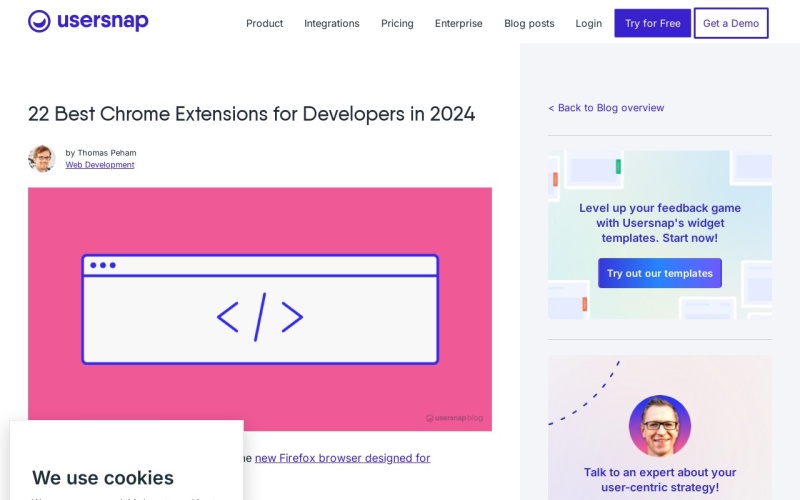 usersnap
Product Integrations Pricing Enterprise Blog posts Login Try for Free Get a Demo
22 Best Chrome Extensions for Developers in 2024
by Thomas Peham
Web Development
</>
usersnap blog
new Firefox browser designed for
We use cookies
< Back to Blog overview
Level up your feedback game
with Usersnap's widget
templates. Start now!
Try out our templates
Talk to an expert about your
user-centric strategy!